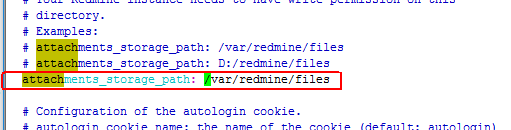 # Your Redmine instance needs to have write permission on this
# directory.
# Examples:
# attachments_storage_path: /var/redmine/files
# attachments_storage_path: D:/redmine/files
attachments_storage_path: /var/redmine/files
# Configuration of the autologin cookie.
# autologin_cookie_name: the name of the cookie (default: autologin)